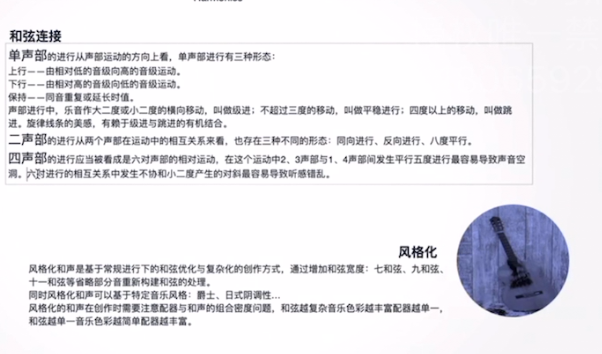 和弦连接
单声部的进行从声部运动的方向上看，单声部进行有三种形态：
上行——由相对低的音级向高的音级运动。
下行——由相对高的音级向低的音级运动。
保持——同音重复或延长时值。
声部进行中，乐音作大二度或小二度的横向移动，叫做级进；不超过三度的移动，叫做平稳进行；四度以上的移动，叫做跳
进。旋律线条的美感，有赖于级进与跳进的有机结合。
二声部的进行从两个声部在运动中的相互关系来看，也存在三种不同的形态：同向进行、反向进行、八度平行。
四声部的进行应当被看成是六对声部的相对运动，在这个运动中2、3声部与1、4声部间发生平行五度进行最容易导致声音空
洞。六对进行的相互关系中发生不协和小二度产生的对斜最容易导致听感错乱。
风格化
风格化和声是基于常规进行下的和弦优化与复杂化的创作方式，通过增加和弦宽度：七和弦、九和弦、
十一和弦等省略部分音重新构建和弦的处理。
同时风格化和声可以基于特定音乐风格：爵士、日式阴调性...
风格化的和声在创作时需要注意配器与和声的组合密度问题，和弦越复杂音乐色彩越丰富配器越单一，
和弦越单一音乐色彩越简单配器越丰富。